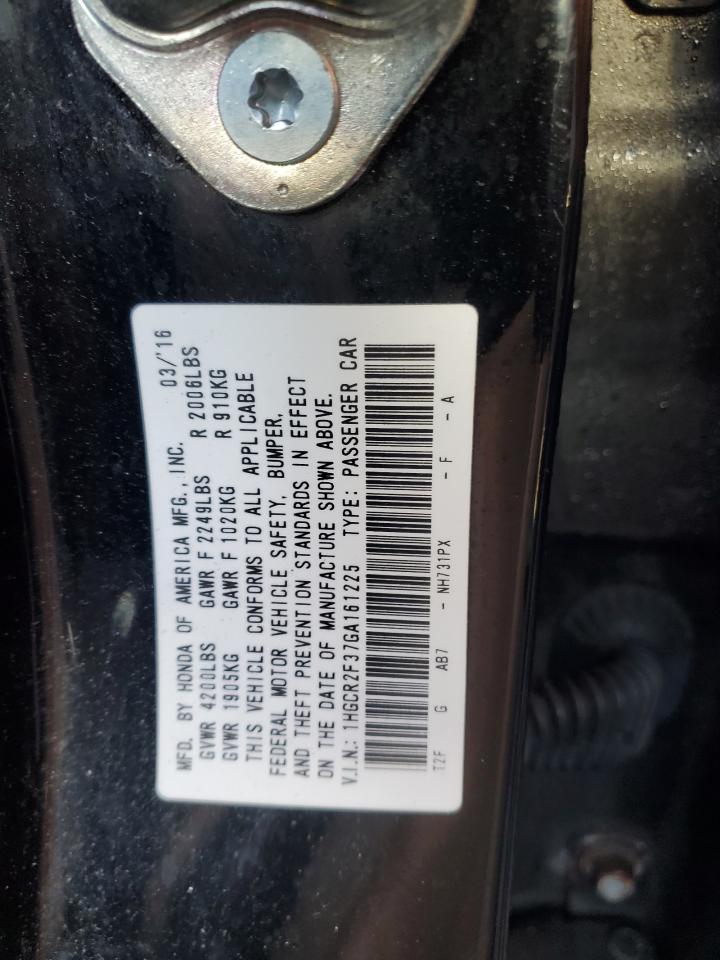 MFD. BY HONDA OF AMERICA MFG., INC. 03/'16
GVWR 4200LBS GAWR F 2249LBS R 2006LBS
GVWR 1905KG GAWR F 1020KG R 910KG
THIS VEHICLE CONFORMS TO ALL APPLICABLE
FEDERAL MOTOR VEHICLE SAFETY, BUMPER,
AND THEFT PREVENTION STANDARDS IN EFFECT
ON THE DATE OF MANUFACTURE SHOWN ABOVE.
V.I.N.: 1HGCR2F37GA161225 TYPE: PASSENGER CAR
T2F G AB7 - NH731PX - F - A